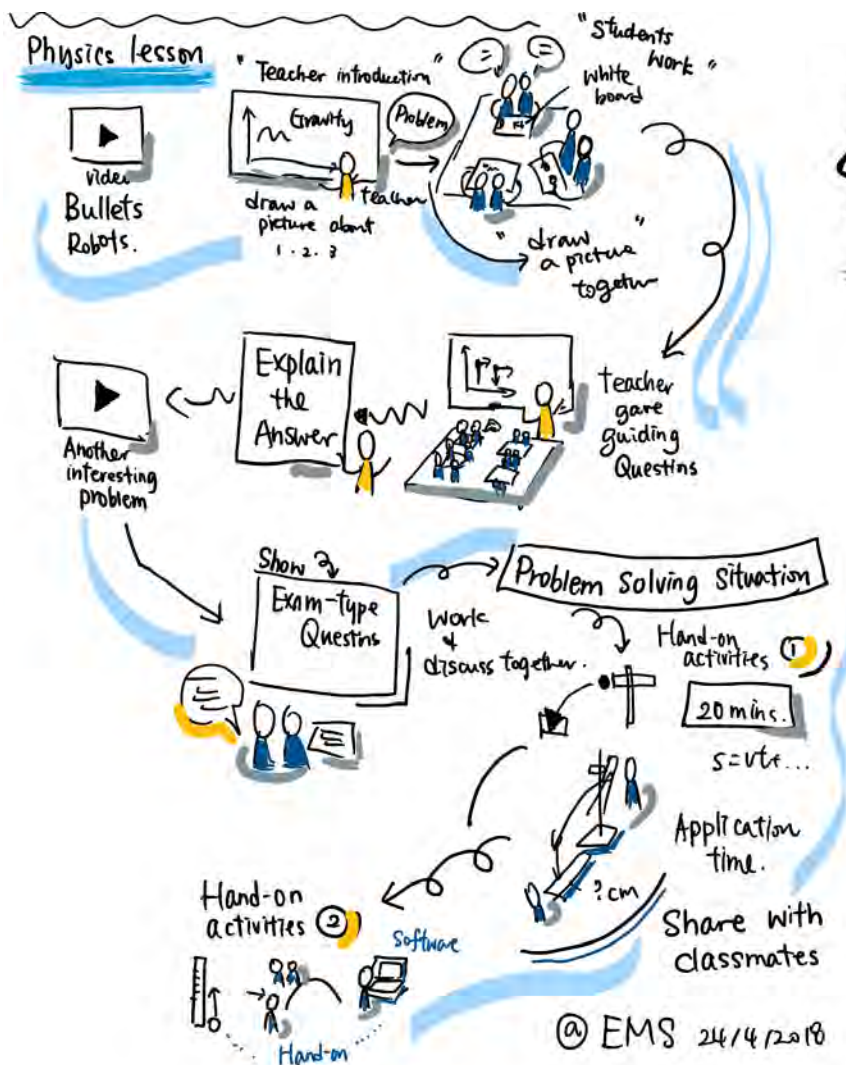 Physics lesson
video
Bullets
Robots.
"Teacher introduction"
Gravity
Problem
teacher
draw a
picture about
1.2.3
"Students
work"
white
board
"draw
a picture"
together
Teacher
gave
guiding
Questins
Explain
the
Answer
Another
interesting
problem
Show
Exam-type
Questins
work
&
discuss together.
Problem Solving Situation
Hand-on
activities ①
20 mins.
s=vt+...
Application
time.
?cm
Share with
classmates
Hand-on
activities ②
Software
Hand-on
@ EMS 24/4/2018